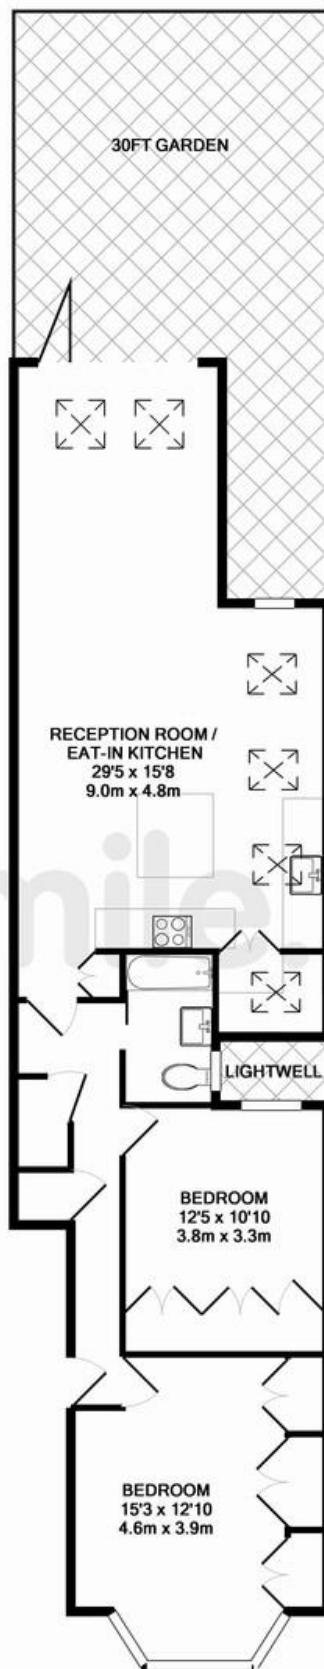 30FT GARDEN
RECEPTION ROOM /
EAT-IN KITCHEN
29'5 x 15'8
9.0m x 4.8m
mile.
LIGHTWELL
BEDROOM
12'5 x 10'10
3.8m x 3.3m
BEDROOM
15'3 x 12'10
4.6m x 3.9m